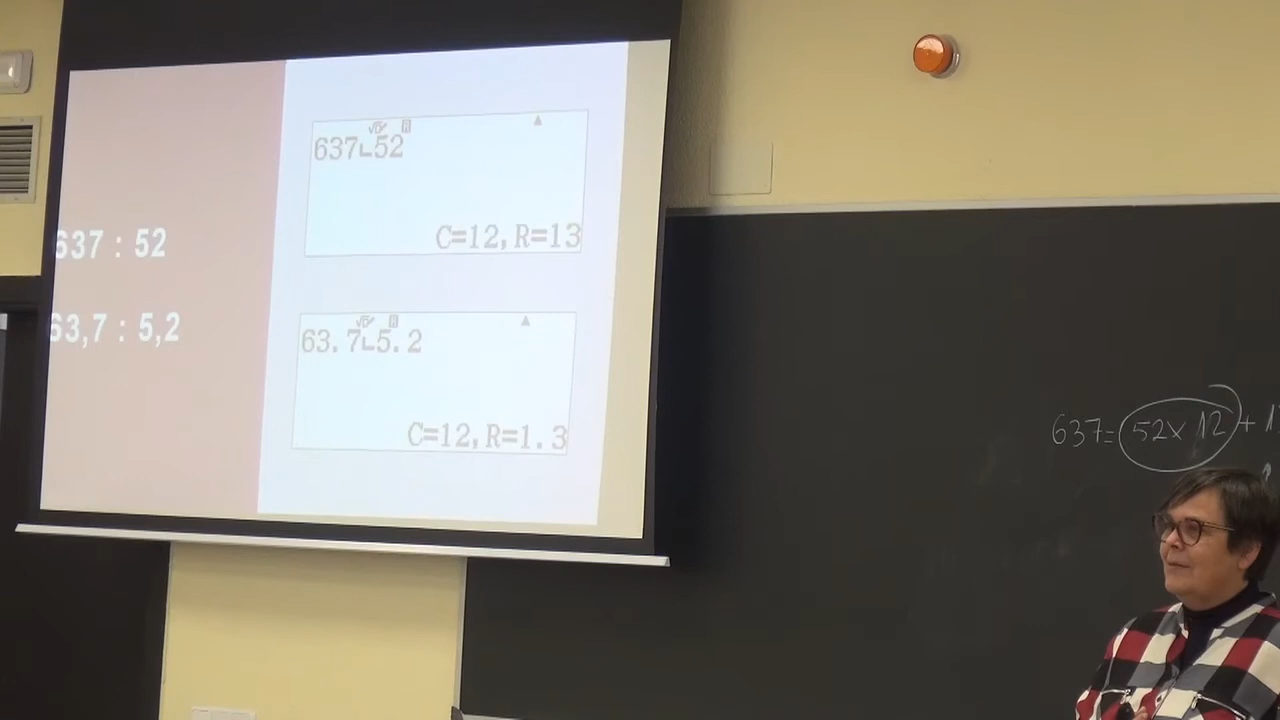 637 : 52
63,7 : 5,2
637⌞52
C=12,R=13
63.7⌞5.2
C=12,R=1.3
637= 52x 12 + 1